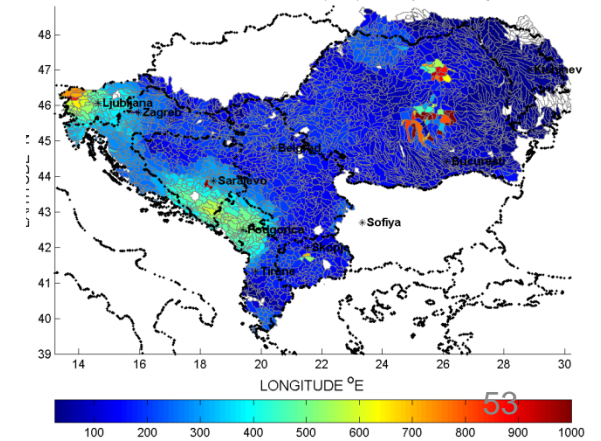 48
47
Kishinev
46
Ljubljana
Zagreb
45
Belgrad
Bucuresti
44
Sarajevo
43
Sofiya
Podgorica
42
Skopje
Tirane
41
40
39
14 16 18 20 22 24 26 28 30
LONGITUDE °E
53
100 200 300 400 500 600 700 800 900 1000